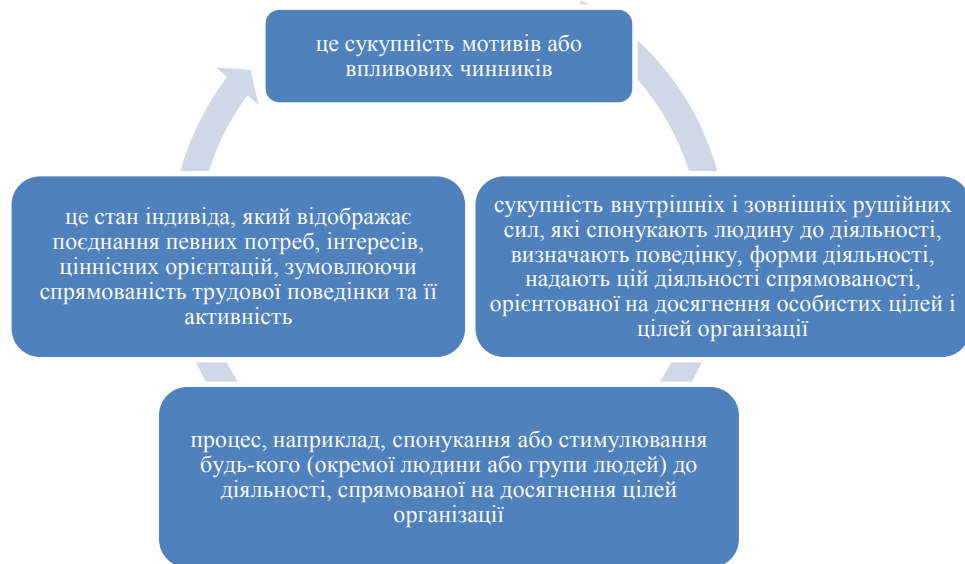 це сукупність мотивів або
впливових чинників
сукупність внутрішніх і зовнішніх рушійних
сил, які спонукають людину до діяльності,
визначають поведінку, форми діяльності,
надають цій діяльності спрямованості,
орієнтованої на досягнення особистих цілей і
цілей організації
процес, наприклад, спонукання або стимулювання
будь-кого (окремої людини або групи людей) до
діяльності, спрямованої на досягнення цілей
організації
це стан індивіда, який відображає
поєднання певних потреб, інтересів,
ціннісних орієнтацій, зумовлюючи
спрямованість трудової поведінки та її
активність